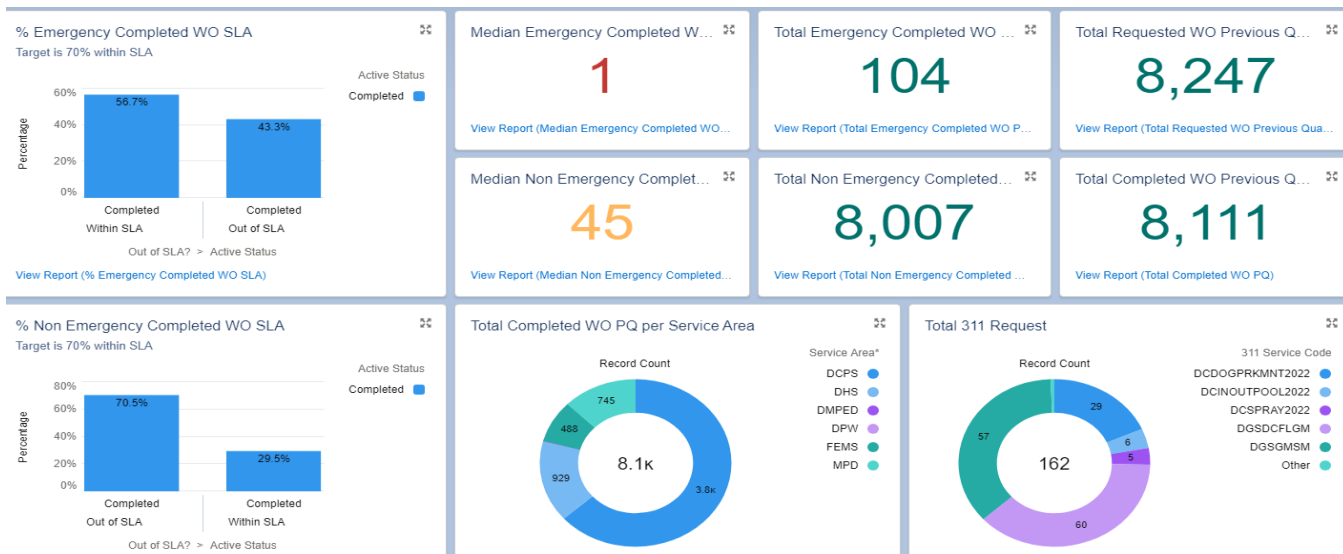 % Emergency Completed WO SLA
Target is 70% within SLA
Active Status
Completed
Percentage
60%
40%
20%
0%
56.7%
43.3%
Completed
Completed
Within SLA
Out of SLA
Out of SLA? > Active Status
View Report (% Emergency Completed WO SLA)
Median Emergency Completed W...
1
View Report (Median Emergency Completed WO...
Total Emergency Completed WO ...
104
View Report (Total Emergency Completed WO P...
Total Requested WO Previous Q...
8,247
View Report (Total Requested WO Previous Qua...
Median Non Emergency Complet...
45
View Report (Median Non Emergency Completed...
Total Non Emergency Completed...
8,007
View Report (Total Non Emergency Completed ...
Total Completed WO Previous Q...
8,111
View Report (Total Completed WO PQ)
% Non Emergency Completed WO SLA
Target is 70% within SLA
Active Status
Completed
Percentage
80%
60%
40%
20%
0%
70.5%
29.5%
Completed
Completed
Out of SLA
Within SLA
Out of SLA? > Active Status
Total Completed WO PQ per Service Area
Record Count
745
488
929
8.1K
3.8K
Service Area*
DCPS
DHS
DMPED
DPW
FEMS
MPD
Total 311 Request
Record Count
29
57
6
5
162
60
311 Service Code
DCDOGPRKMNT2022
DCINOUTPOOL2022
DCSPRAY2022
DGSDCFLGM
DGSGMSM
Other